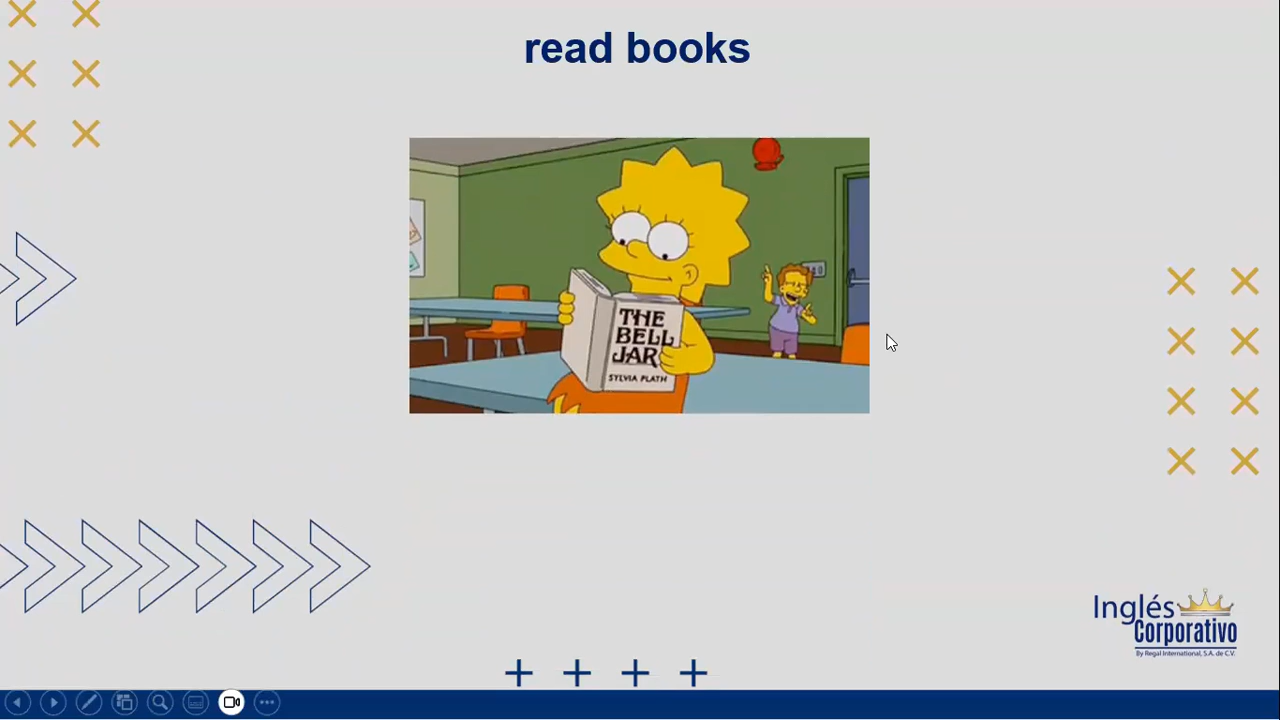 read books
THE
BELL
JAR
SYLVIA PLATH
Inglés
Corporativo
By Regal International, S.A. de C.V.